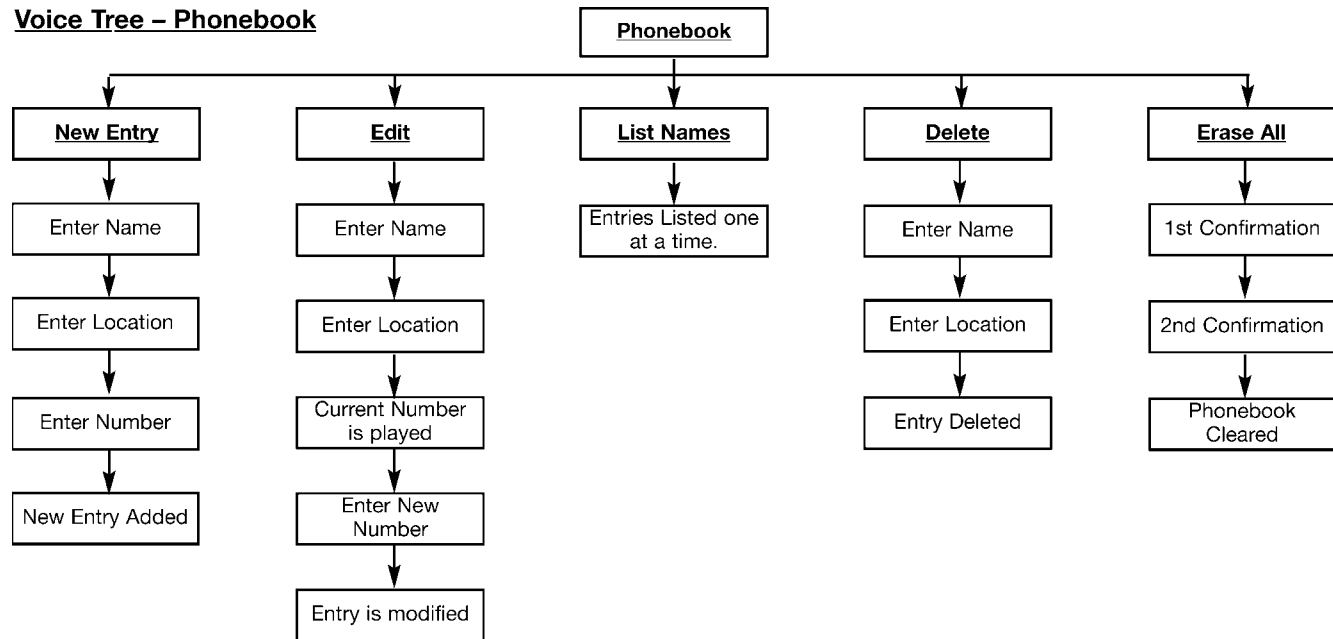 Voice Tree – Phonebook
Phonebook
New Entry
Edit
List Names
Delete
Erase All
Enter Name
Enter Name
Entries Listed one
at a time.
Enter Name
1st Confirmation
Enter Location
Enter Location
Enter Location
2nd Confirmation
Enter Number
Current Number
is played
Entry Deleted
Phonebook
Cleared
New Entry Added
Enter New
Number
Entry is modified